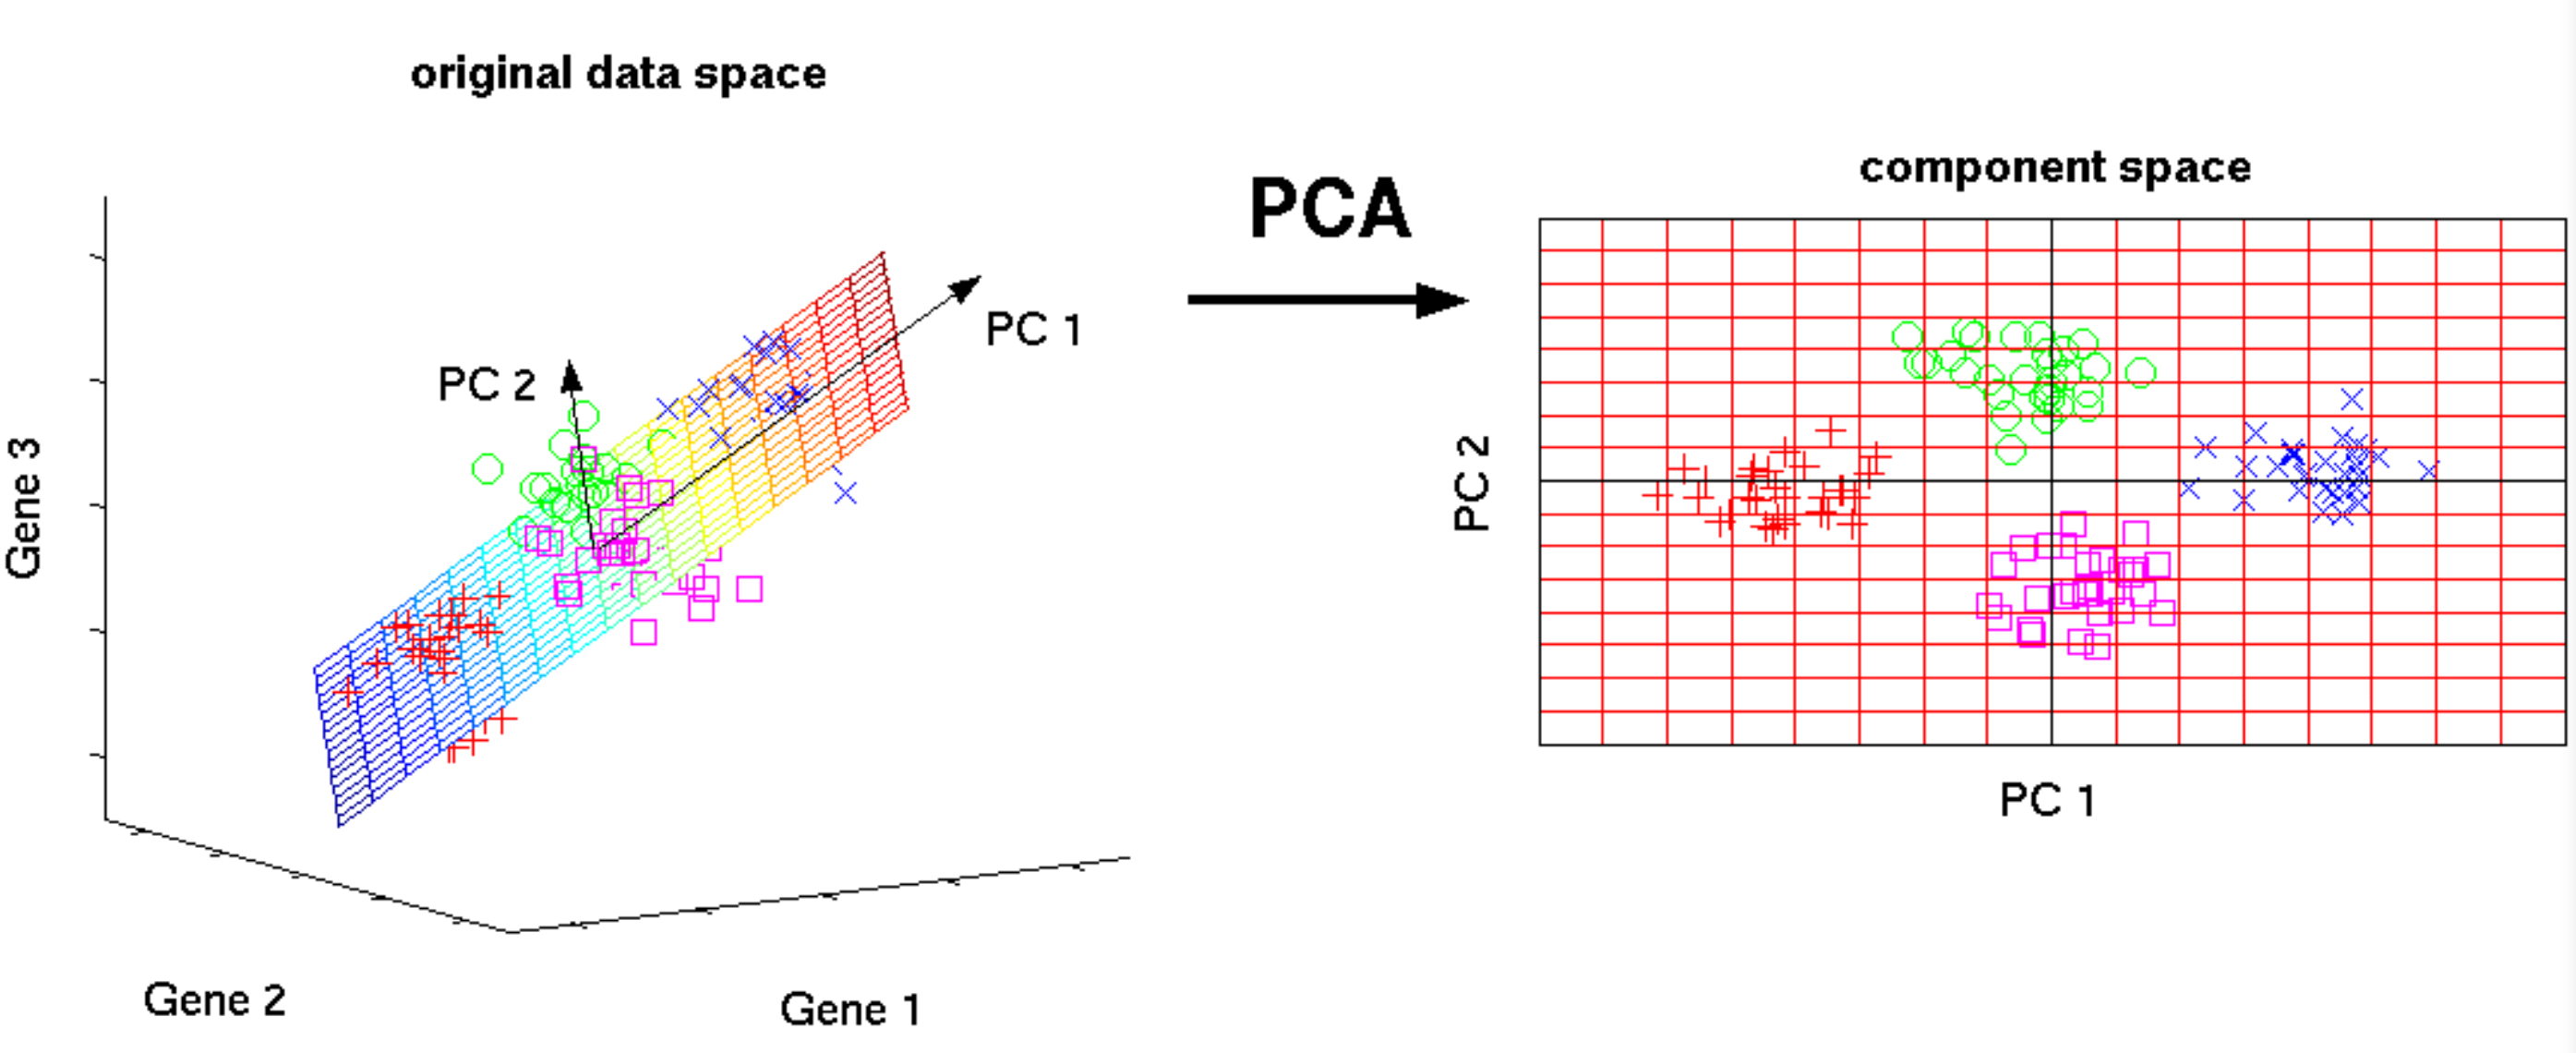 original data space
Gene 3
PC 2
PC 1
Gene 2
Gene 1
PCA
component space
PC 2
PC 1